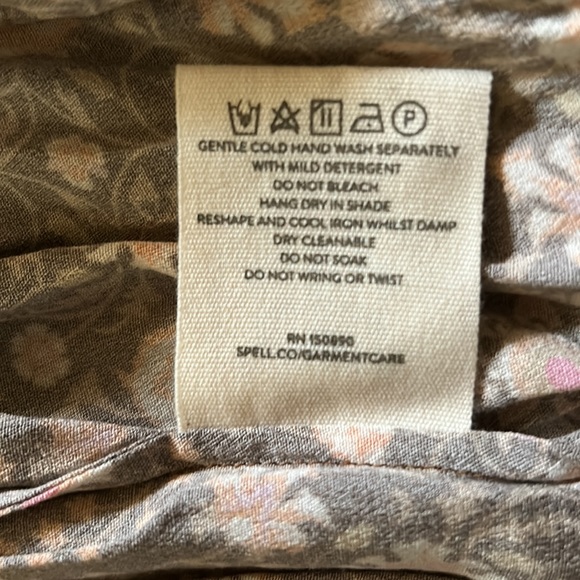 P
GENTLE COLD HAND WASH SEPARATELY
WITH MILD DETERGENT
DO NOT BLEACH
HANG DRY IN SHADE
RESHAPE AND COOL IRON WHILST DAMP
DRY CLEANABLE
DO NOT SOAK
DO NOT WRING OR TWIST
RN 150890
SPELL.CO/GARMENTCARE